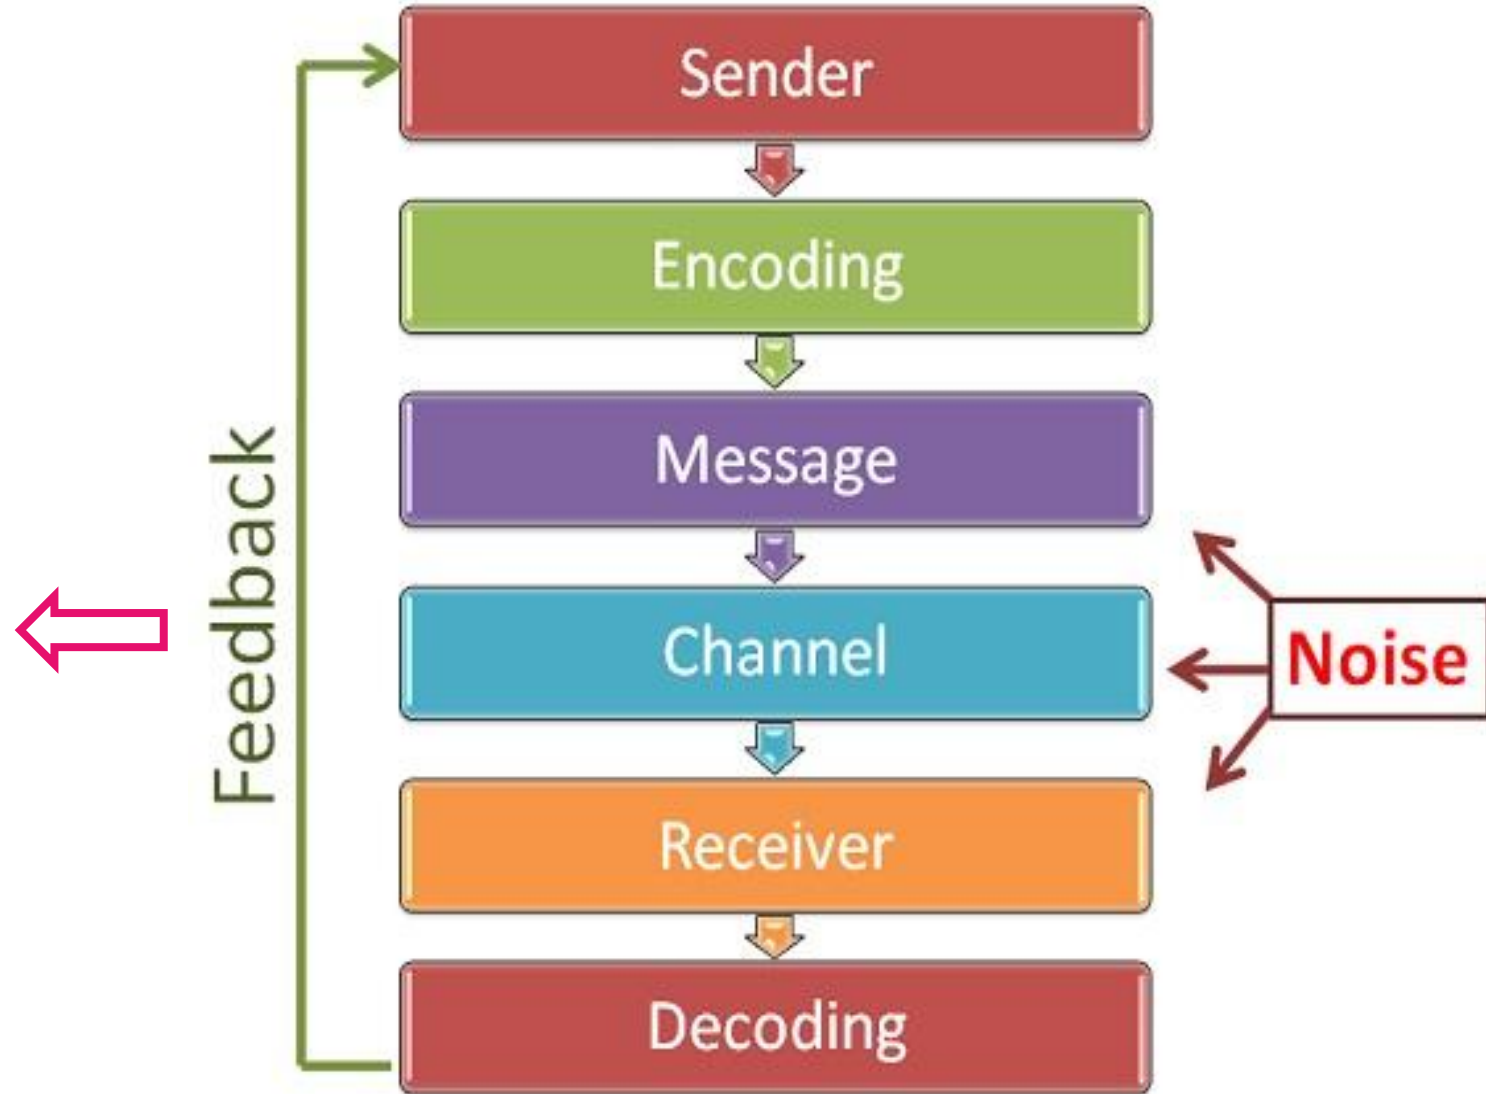 Sender
Encoding
Message
Channel
Receiver
Decoding
Feedback
Noise